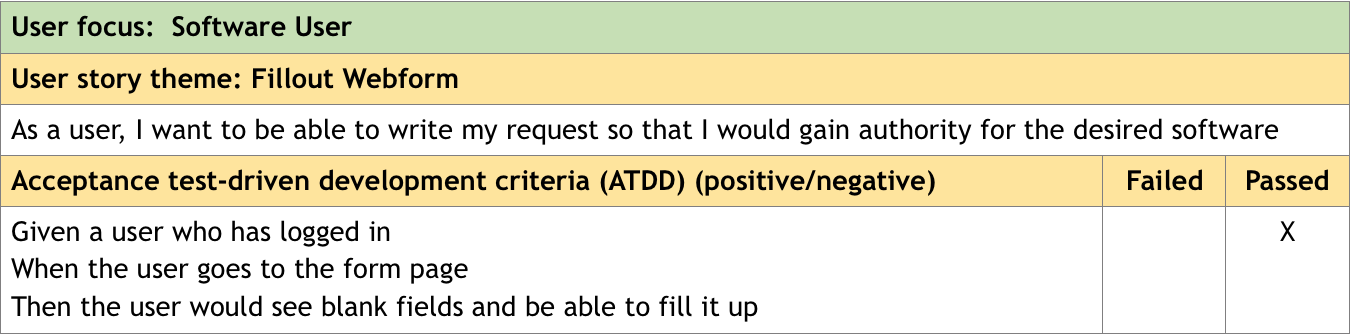 User focus:  Software User
User story theme: Fillout Webform
As a user, I want to be able to write my request so that I would gain authority for the desired software
Acceptance test-driven development criteria (ATDD) (positive/negative) Failed Passed
Given a user who has logged in X
When the user goes to the form page
Then the user would see blank fields and be able to fill it up